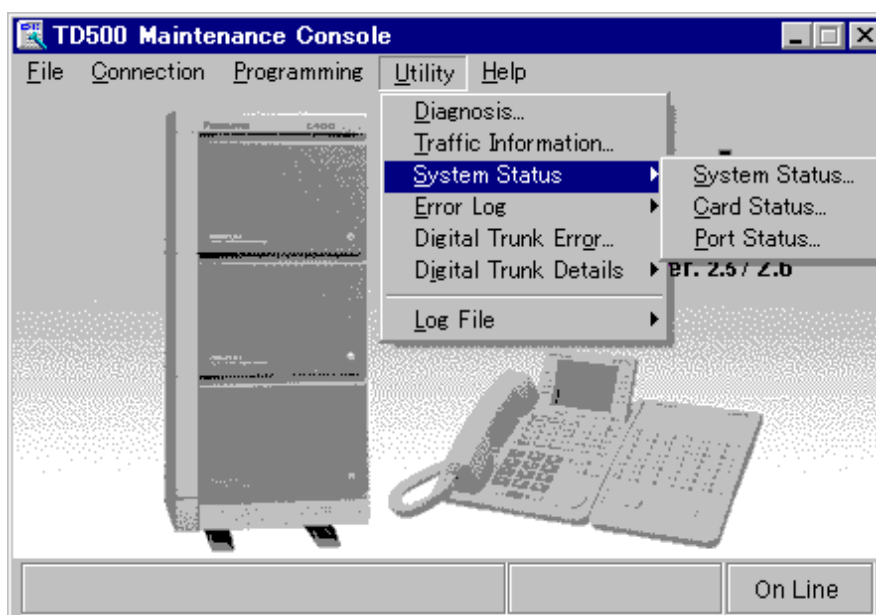 TD500 Maintenance Console
File Connection Programming Utility Help
Diagnosis...
Traffic Information...
System Status
Error Log
Digital Trunk Error...
Digital Trunk Details
Log File
System Status...
Card Status...
Port Status...
Panasonic
On Line